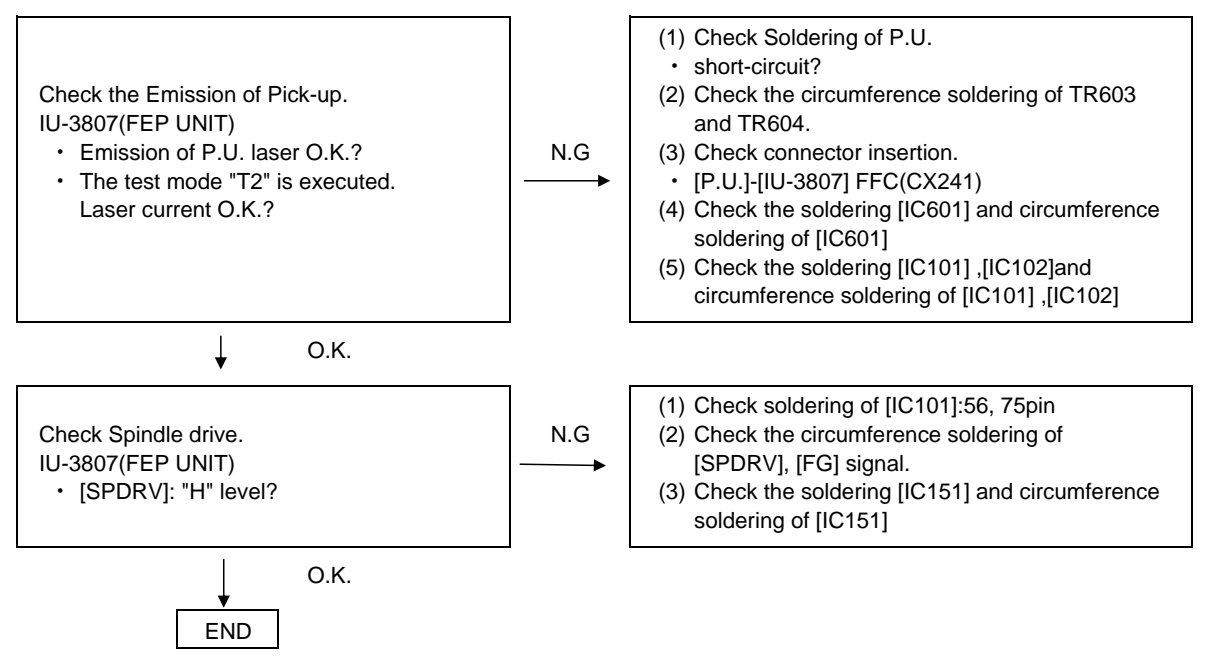 Check the Emission of Pick-up.
IU-3807(FEP UNIT)
・ Emission of P.U. laser O.K.?
・ The test mode "T2" is executed.
Laser current O.K.?
N.G
(1) Check Soldering of P.U.
・ short-circuit?
(2) Check the circumference soldering of TR603
and TR604.
(3) Check connector insertion.
・ [P.U.]-[IU-3807] FFC(CX241)
(4) Check the soldering [IC601] and circumference
soldering of [IC601]
(5) Check the soldering [IC101] ,[IC102]and
circumference soldering of [IC101] ,[IC102]
O.K.
Check Spindle drive.
IU-3807(FEP UNIT)
・ [SPDRV]: "H" level?
N.G
(1) Check soldering of [IC101]:56, 75pin
(2) Check the circumference soldering of
[SPDRV], [FG] signal.
(3) Check the soldering [IC151] and circumference
soldering of [IC151]
O.K.
END